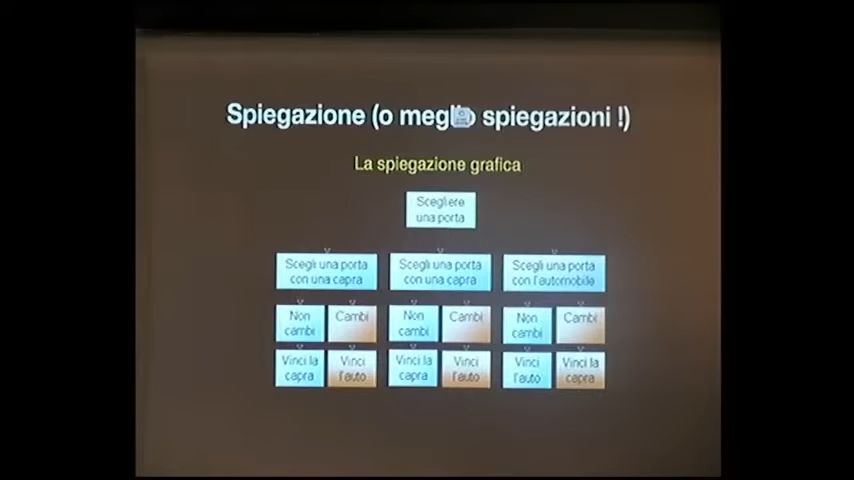 Spiegazione (o meglio spiegazioni !)
La spiegazione grafica
Scegliere
una porta
Scegli una porta
con una capra
Scegli una porta
con una capra
Scegli una porta
con l'automobile
Non
cambi
Cambi
Non
cambi
Cambi
Non
cambi
Cambi
Vinci la
capra
Vinci
l'auto
Vinci la
capra
Vinci
l'auto
Vinci
l'auto
Vinci la
capra